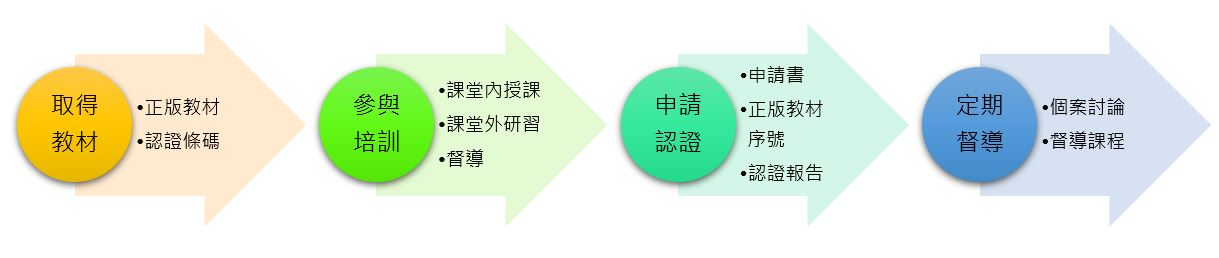 取得
教材
•正版教材
•認證條碼
參與
培訓
•課堂內授課
•課堂外研習
•督導
申請
認證
•申請書
•正版教材
序號
•認證報告
定期
督導
•個案討論
•督導課程